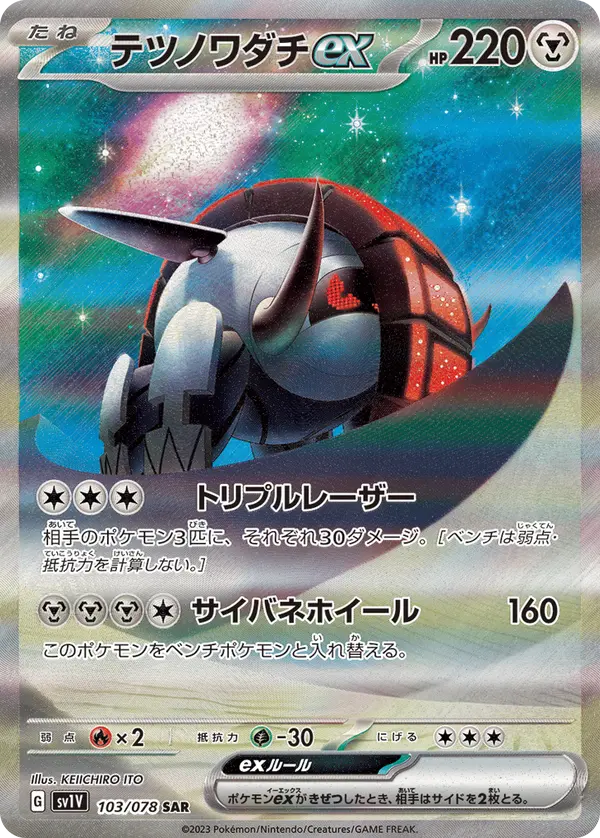 たね テツノワダチex HP220
トリプルレーザー
相手のポケモン3匹に、それぞれ30ダメージ。[ベンチは弱点・
抵抗力を計算しない。]
サイバネホイール 160
このポケモンをベンチポケモンと入れ替える。
弱点 ×2 抵抗力 -30 にげる
Illus. KEIICHIRO ITO
exルール
ポケモンexがきぜつしたとき、相手はサイドを2枚とる。
G sv1V 103/078 SAR
©2023 Pokémon/Nintendo/Creatures/GAME FREAK.